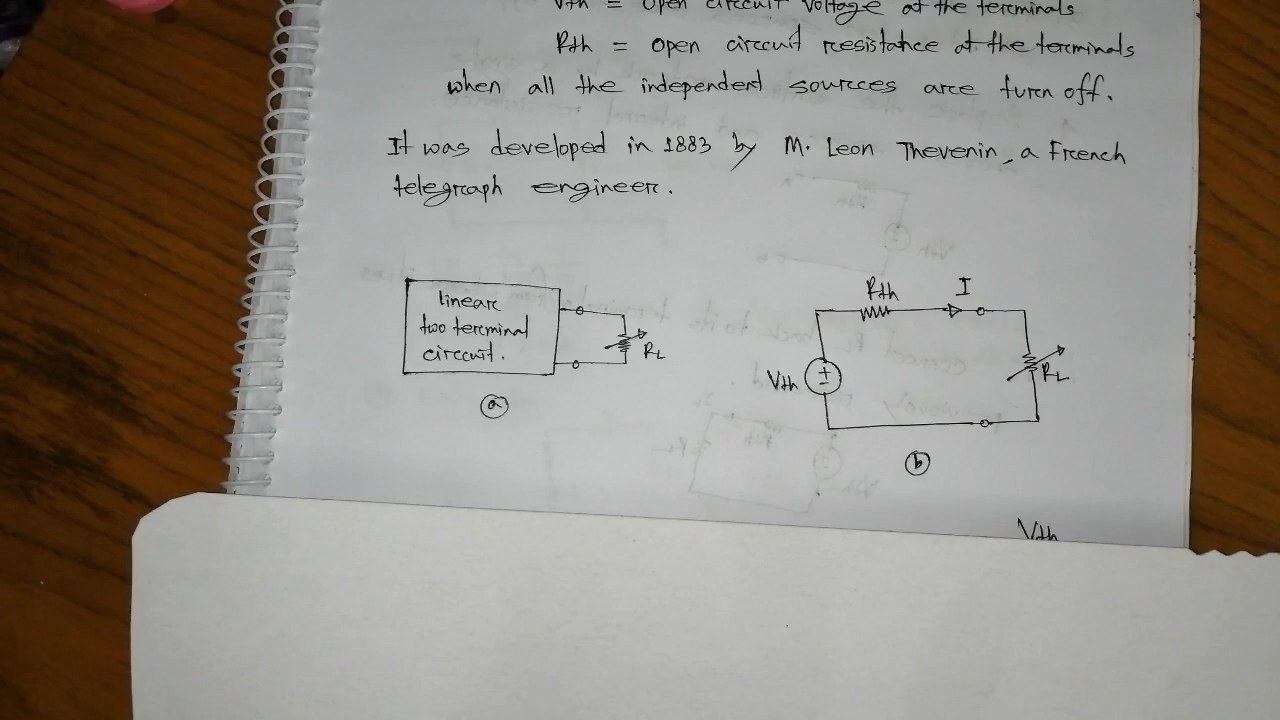 Vth = Open circuit Voltage at the terminals
Rth = open circuit resistance at the terminals
when all the independent sources are turn off.
It was developed in 1883 by M. Leon Thevenin, a French
telegraph engineer.
linear
two terminal
circuit.
RL
a
Rth
I
Vth
+
-
RL
b
Vth